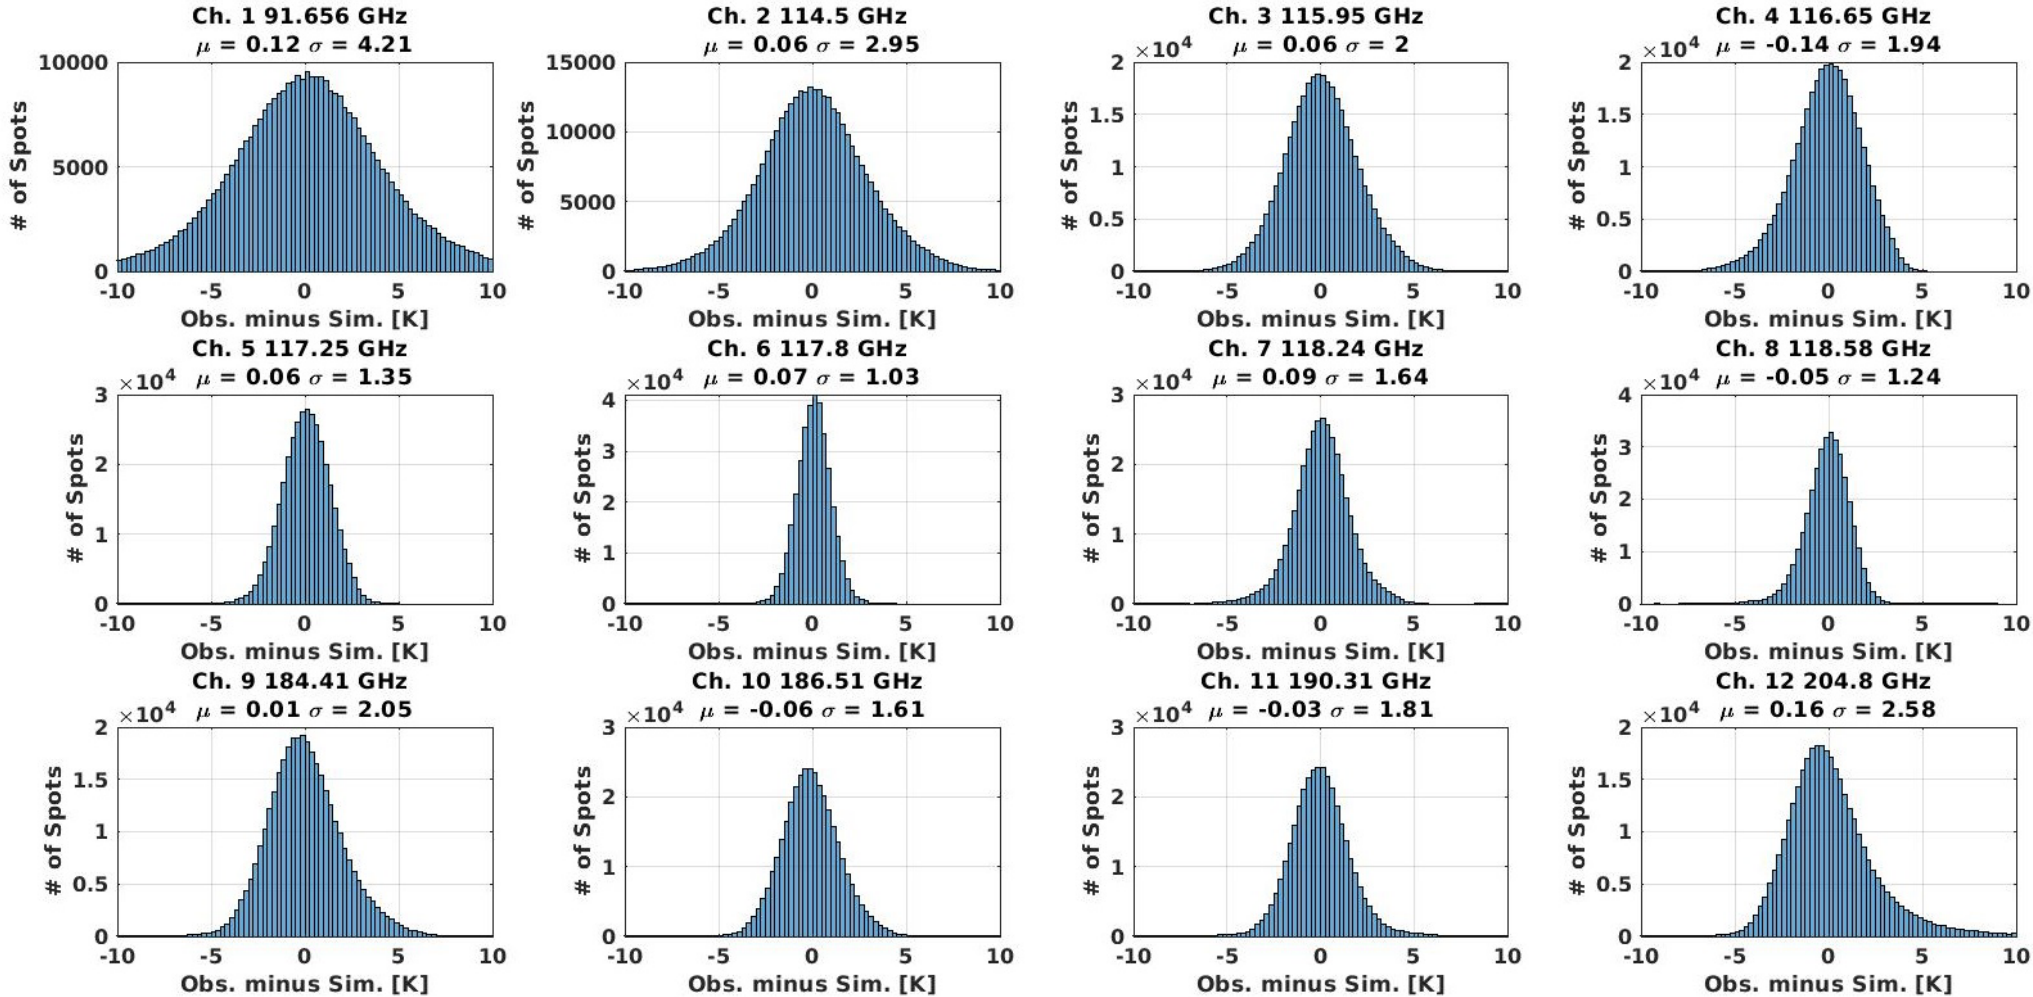 Ch. 1 91.656 GHz
μ = 0.12 σ = 4.21
10000
5000
0
# of Spots
-10 -5 0 5 10
Obs. minus Sim. [K]
Ch. 2 114.5 GHz
μ = 0.06 σ = 2.95
15000
10000
5000
0
# of Spots
-10 -5 0 5 10
Obs. minus Sim. [K]
Ch. 3 115.95 GHz
×10⁴ μ = 0.06 σ = 2
2
1.5
1
0.5
0
# of Spots
-10 -5 0 5 10
Obs. minus Sim. [K]
Ch. 4 116.65 GHz
×10⁴ μ = -0.14 σ = 1.94
2
1.5
1
0.5
0
# of Spots
-10 -5 0 5 10
Obs. minus Sim. [K]
Ch. 5 117.25 GHz
×10⁴ μ = 0.06 σ = 1.35
3
2
1
0
# of Spots
-10 -5 0 5 10
Obs. minus Sim. [K]
Ch. 6 117.8 GHz
×10⁴ μ = 0.07 σ = 1.03
4
3
2
1
0
# of Spots
-10 -5 0 5 10
Obs. minus Sim. [K]
Ch. 7 118.24 GHz
×10⁴ μ = 0.09 σ = 1.64
3
2
1
0
# of Spots
-10 -5 0 5 10
Obs. minus Sim. [K]
Ch. 8 118.58 GHz
×10⁴ μ = -0.05 σ = 1.24
4
3
2
1
0
# of Spots
-10 -5 0 5 10
Obs. minus Sim. [K]
Ch. 9 184.41 GHz
×10⁴ μ = 0.01 σ = 2.05
2
1.5
1
0.5
0
# of Spots
-10 -5 0 5 10
Obs. minus Sim. [K]
Ch. 10 186.51 GHz
×10⁴ μ = -0.06 σ = 1.61
3
2
1
0
# of Spots
-10 -5 0 5 10
Obs. minus Sim. [K]
Ch. 11 190.31 GHz
×10⁴ μ = -0.03 σ = 1.81
3
2
1
0
# of Spots
-10 -5 0 5 10
Obs. minus Sim. [K]
Ch. 12 204.8 GHz
×10⁴ μ = 0.16 σ = 2.58
2
1.5
1
0.5
0
# of Spots
-10 -5 0 5 10
Obs. minus Sim. [K]